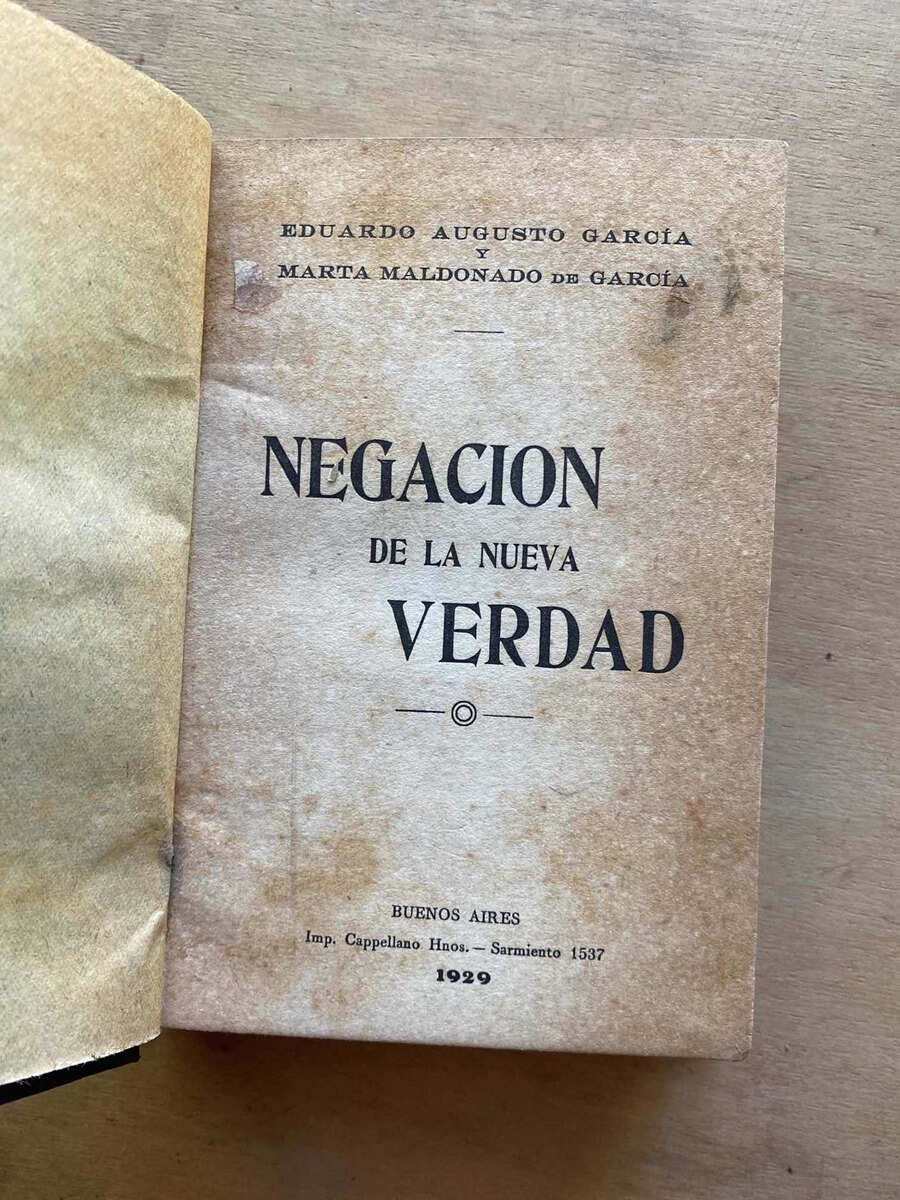 EDUARDO AUGUSTO GARCÍA
Y
MARTA MALDONADO DE GARCÍA
NEGACION
DE LA NUEVA
VERDAD
BUENOS AIRES
Imp. Cappellano Hnos. — Sarmiento 1537
1929